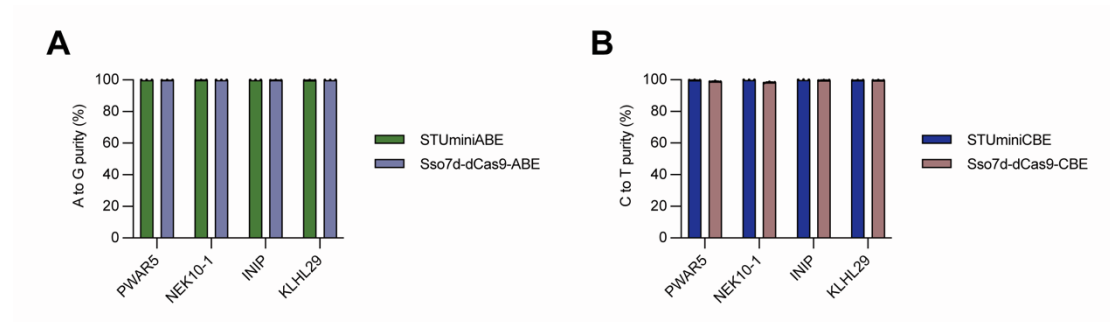 A
A to G purity (%)
100
80
60
40
20
0
PWAR5
NEK10-1
INIP
KLHL29
STUminiABE
Sso7d-dCas9-ABE
B
C to T purity (%)
100
80
60
40
20
0
PWAR5
NEK10-1
INIP
KLHL29
STUminiCBE
Sso7d-dCas9-CBE